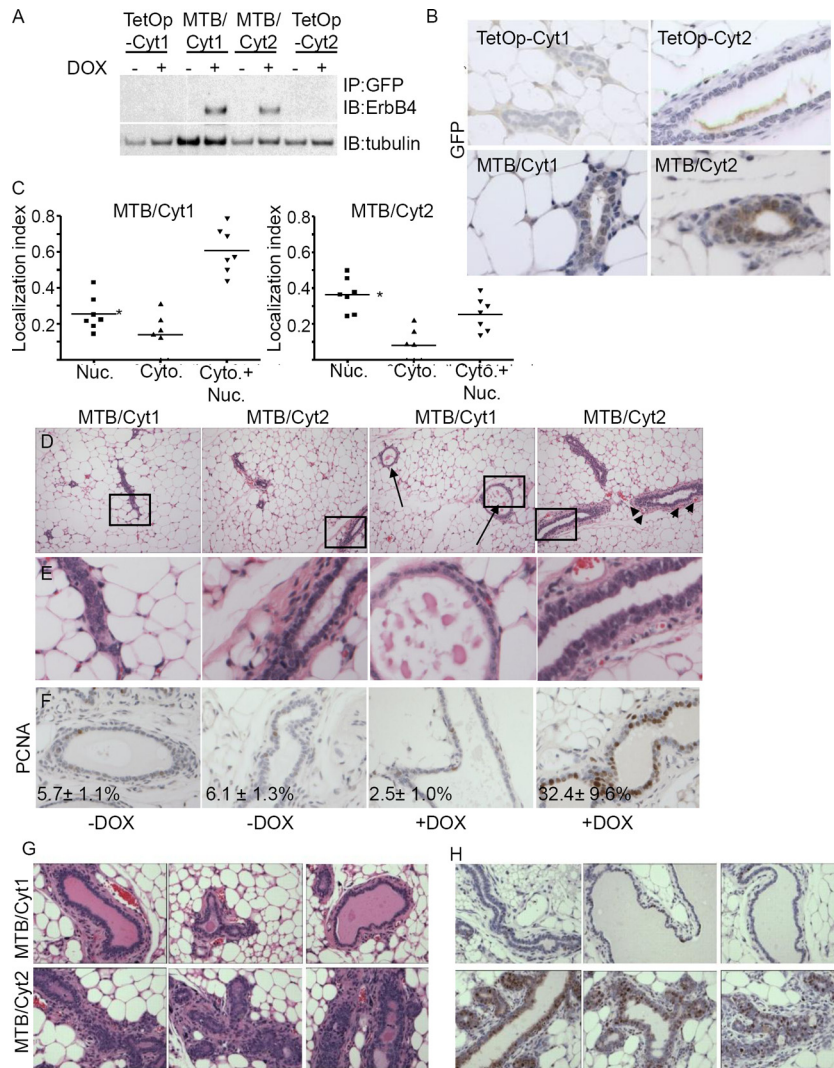 A
TetOp MTB/ MTB/ TetOp
-Cyt1 Cyt1 Cyt2 -Cyt2
DOX - + - + - + - +
IP:GFP
IB:ErbB4
IB:tubulin
B
TetOp-Cyt1
TetOp-Cyt2
GFP
MTB/Cyt1
MTB/Cyt2
C
MTB/Cyt1
Localization index
0.8
0.6
0.4
0.2
*
Nuc. Cyto. Cyto.+
Nuc.
MTB/Cyt2
Localization index
0.8
0.6
0.4
0.2
*
Nuc. Cyto. Cyto.+
Nuc.
MTB/Cyt1 MTB/Cyt2 MTB/Cyt1 MTB/Cyt2
D
E
F
PCNA
5.7± 1.1% 6.1 ± 1.3% 2.5± 1.0% 32.4± 9.6%
-DOX -DOX +DOX +DOX
G
MTB/Cyt1
MTB/Cyt2
H